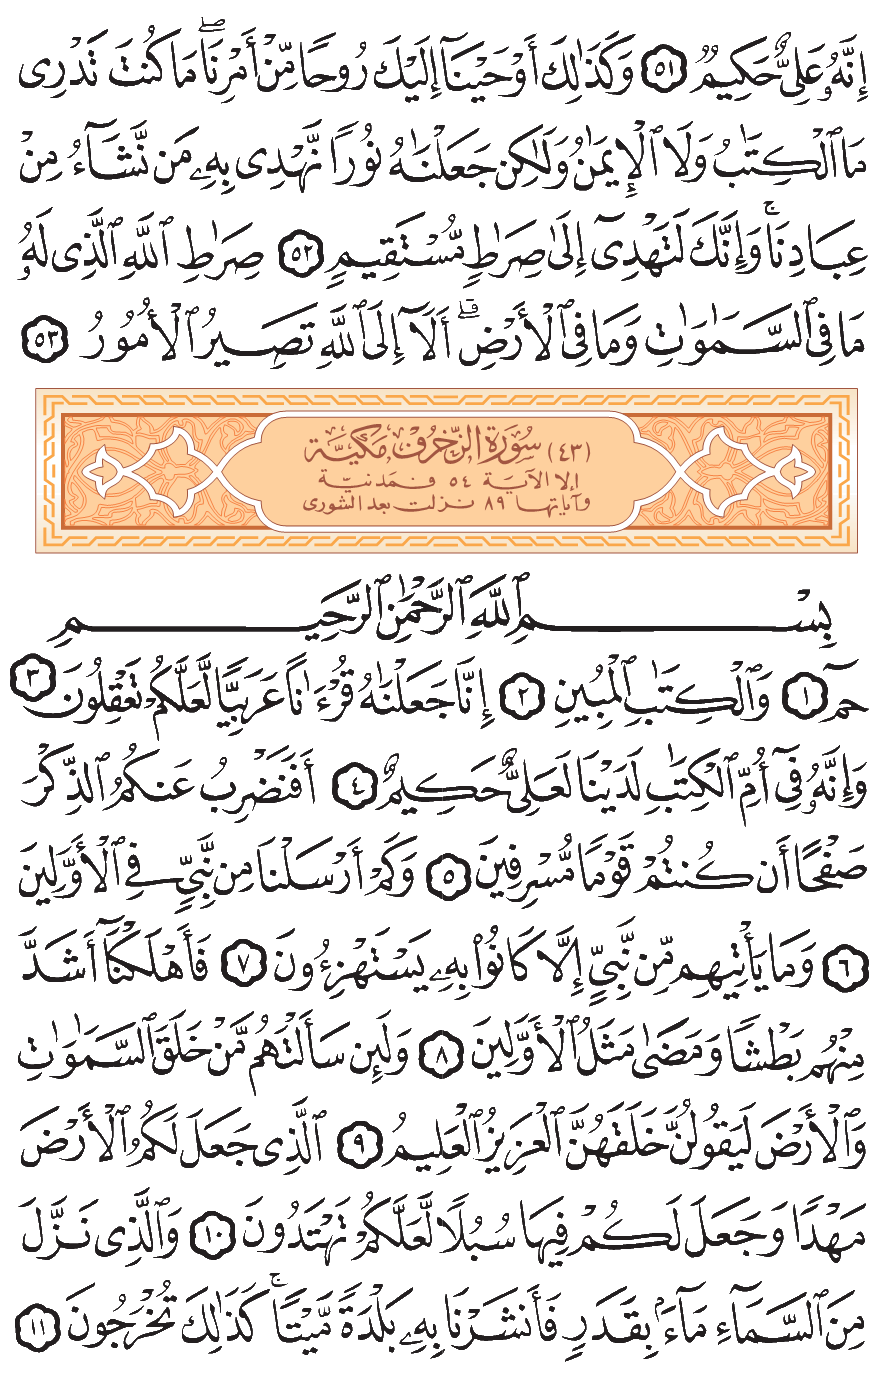 إِنَّهُۥ عَلِىٌّ حَكِيمٌ ٥١ وَكَذَٰلِكَ أَوْحَيْنَآ إِلَيْكَ رُوحًا مِّنْ أَمْرِنَا ۖ مَا كُنتَ تَدْرِى
مَا ٱلْكِتَٰبُ وَلَا ٱلْإِيمَٰنُ وَلَٰكِن جَعَلْنَٰهُ نُورًا نَّهْدِى بِهِۦ مَن نَّشَآءُ مِنْ
عِبَادِنَا ۚ وَإِنَّكَ لَتَهْدِىٓ إِلَىٰ صِرَٰطٍ مُّسْتَقِيمٍ ٥٢ صِرَٰطِ ٱللَّهِ ٱلَّذِى لَهُۥ
مَا فِى ٱلسَّمَٰوَٰتِ وَمَا فِى ٱلْأَرْضِ ۗ أَلَآ إِلَى ٱللَّهِ تَصِيرُ ٱلْأُمُورُ ٥٣
(٤٣) سُورَة الزّخْرُف مَكيَّة
إلا الآية ٥٤ فمدنيّة
وآياتها ٨٩ نزلت بعد الشورى
بِسْمِ ٱللَّهِ ٱلرَّحْمَٰنِ ٱلرَّحِيمِ
حمٓ ١ وَٱلْكِتَٰبِ ٱلْمُبِينِ ٢ إِنَّا جَعَلْنَٰهُ قُرْءَٰنًا عَرَبِيًّا لَّعَلَّكُمْ تَعْقِلُونَ ٣
وَإِنَّهُۥ فِىٓ أُمِّ ٱلْكِتَٰبِ لَدَيْنَا لَعَلِىٌّ حَكِيمٌ ٤ أَفَنَضْرِبُ عَنكُمُ ٱلذِّكْرَ
صَفْحًا أَن كُنتُمْ قَوْمًا مُّسْرِفِينَ ٥ وَكَمْ أَرْسَلْنَا مِن نَّبِىٍّ فِى ٱلْأَوَّلِينَ
٦ وَمَا يَأْتِيهِم مِّن نَّبِىٍّ إِلَّا كَانُوا۟ بِهِۦ يَسْتَهْزِءُونَ ٧ فَأَهْلَكْنَآ أَشَدَّ
مِنْهُم بَطْشًا وَمَضَىٰ مَثَلُ ٱلْأَوَّلِينَ ٨ وَلَئِن سَأَلْتَهُم مَّنْ خَلَقَ ٱلسَّمَٰوَٰتِ
وَٱلْأَرْضَ لَيَقُولُنَّ خَلَقَهُنَّ ٱلْعَزِيزُ ٱلْعَلِيمُ ٩ ٱلَّذِى جَعَلَ لَكُمُ ٱلْأَرْضَ
مَهْدًا وَجَعَلَ لَكُمْ فِيهَا سُبُلًا لَّعَلَّكُمْ تَهْتَدُونَ ١٠ وَٱلَّذِى نَزَّلَ
مِنَ ٱلسَّمَآءِ مَآءًۢ بِقَدَرٍ فَأَنشَرْنَا بِهِۦ بَلْدَةً مَّيْتًا ۚ كَذَٰلِكَ تُخْرَجُونَ ١١